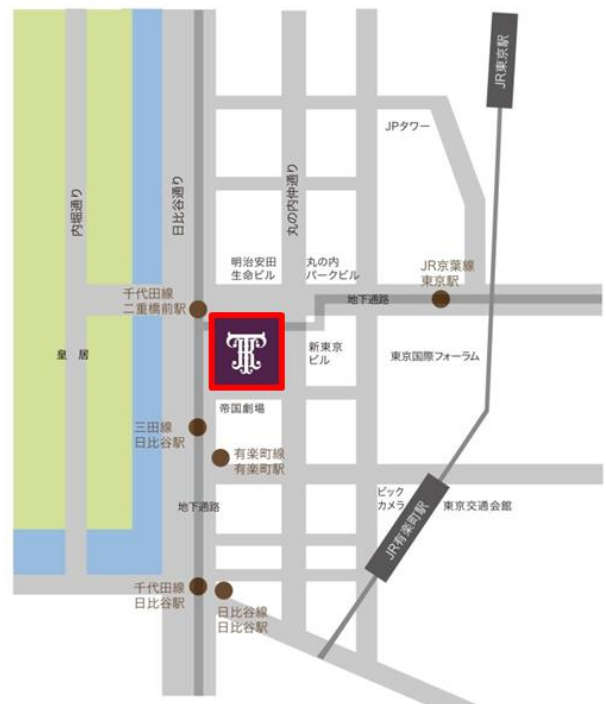 JR東京駅
JPタワー
内堀通り
日比谷通り
丸の内仲通り
明治安田
生命ビル
丸の内
パークビル
JR京葉線
東京駅
千代田線
二重橋前駅
地下通路
皇 居
新東京
ビル
東京国際フォーラム
帝国劇場
三田線
日比谷駅
有楽町線
有楽町駅
ビック
カメラ
東京交通会館
JR有楽町駅
地下通路
千代田線
日比谷駅
日比谷線
日比谷駅